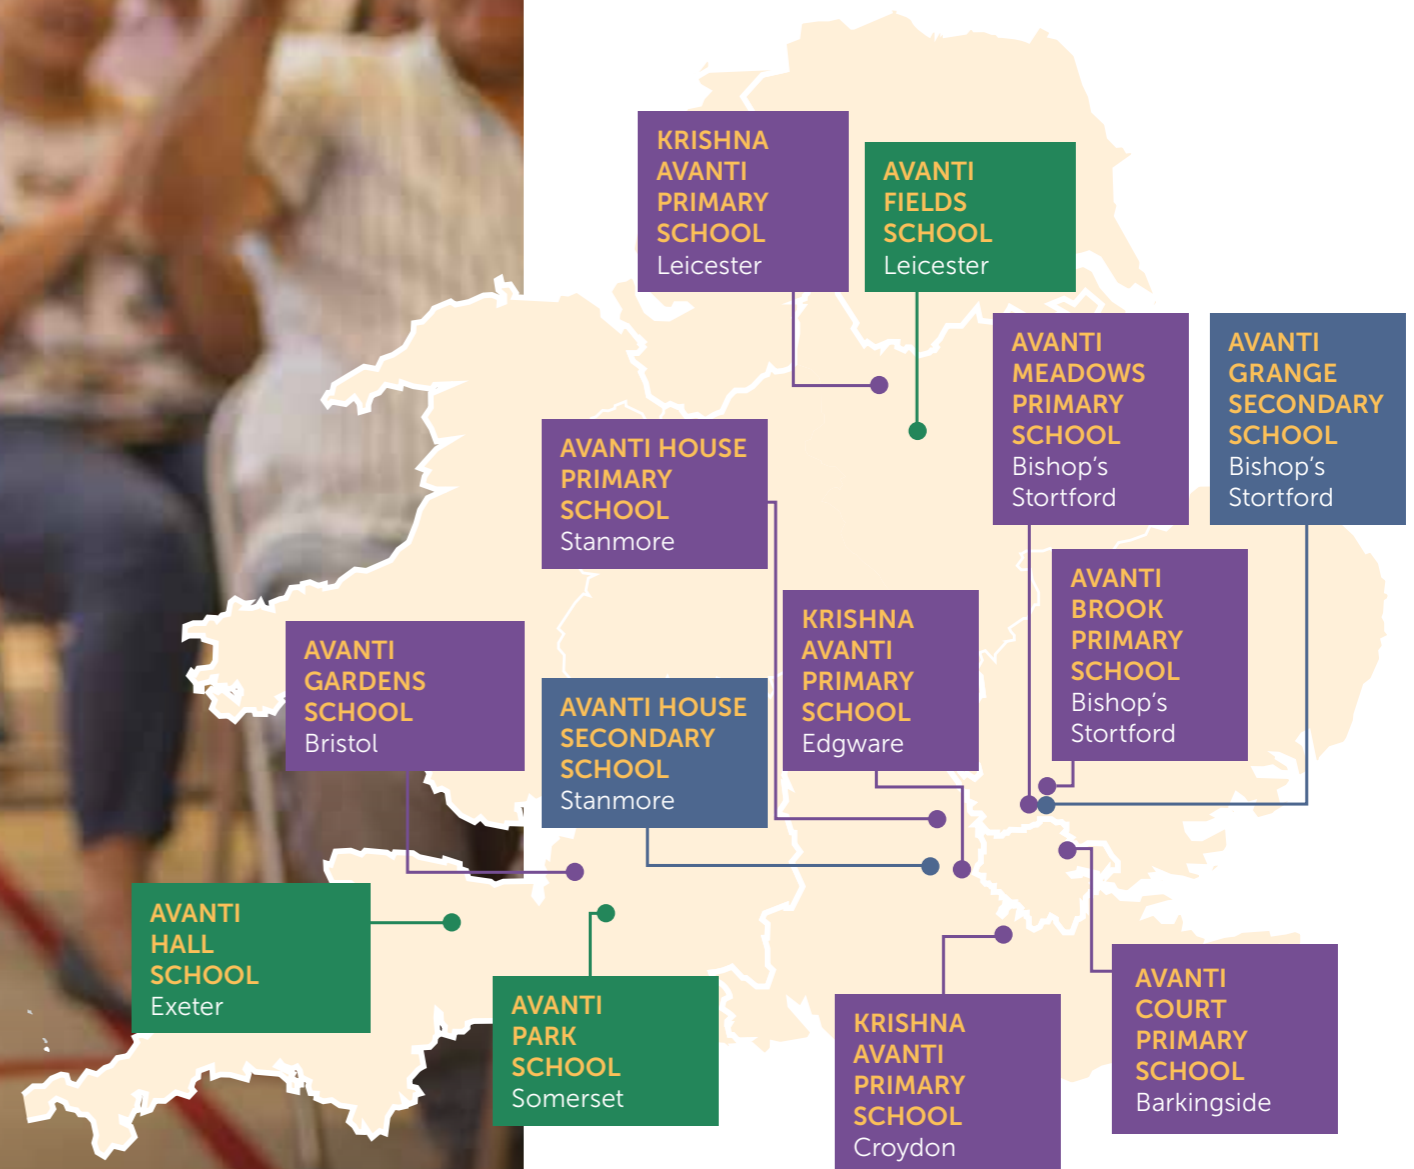 KRISHNA
AVANTI
PRIMARY
SCHOOL
Leicester
AVANTI
FIELDS
SCHOOL
Leicester
AVANTI
MEADOWS
PRIMARY
SCHOOL
Bishop's
Stortford
AVANTI
GRANGE
SECONDARY
SCHOOL
Bishop's
Stortford
AVANTI HOUSE
PRIMARY
SCHOOL
Stanmore
AVANTI
BROOK
PRIMARY
SCHOOL
Bishop's
Stortford
KRISHNA
AVANTI
PRIMARY
SCHOOL
Edgware
AVANTI
GARDENS
SCHOOL
Bristol
AVANTI HOUSE
SECONDARY
SCHOOL
Stanmore
AVANTI
HALL
SCHOOL
Exeter
AVANTI
PARK
SCHOOL
Somerset
KRISHNA
AVANTI
PRIMARY
SCHOOL
Croydon
AVANTI
COURT
PRIMARY
SCHOOL
Barkingside